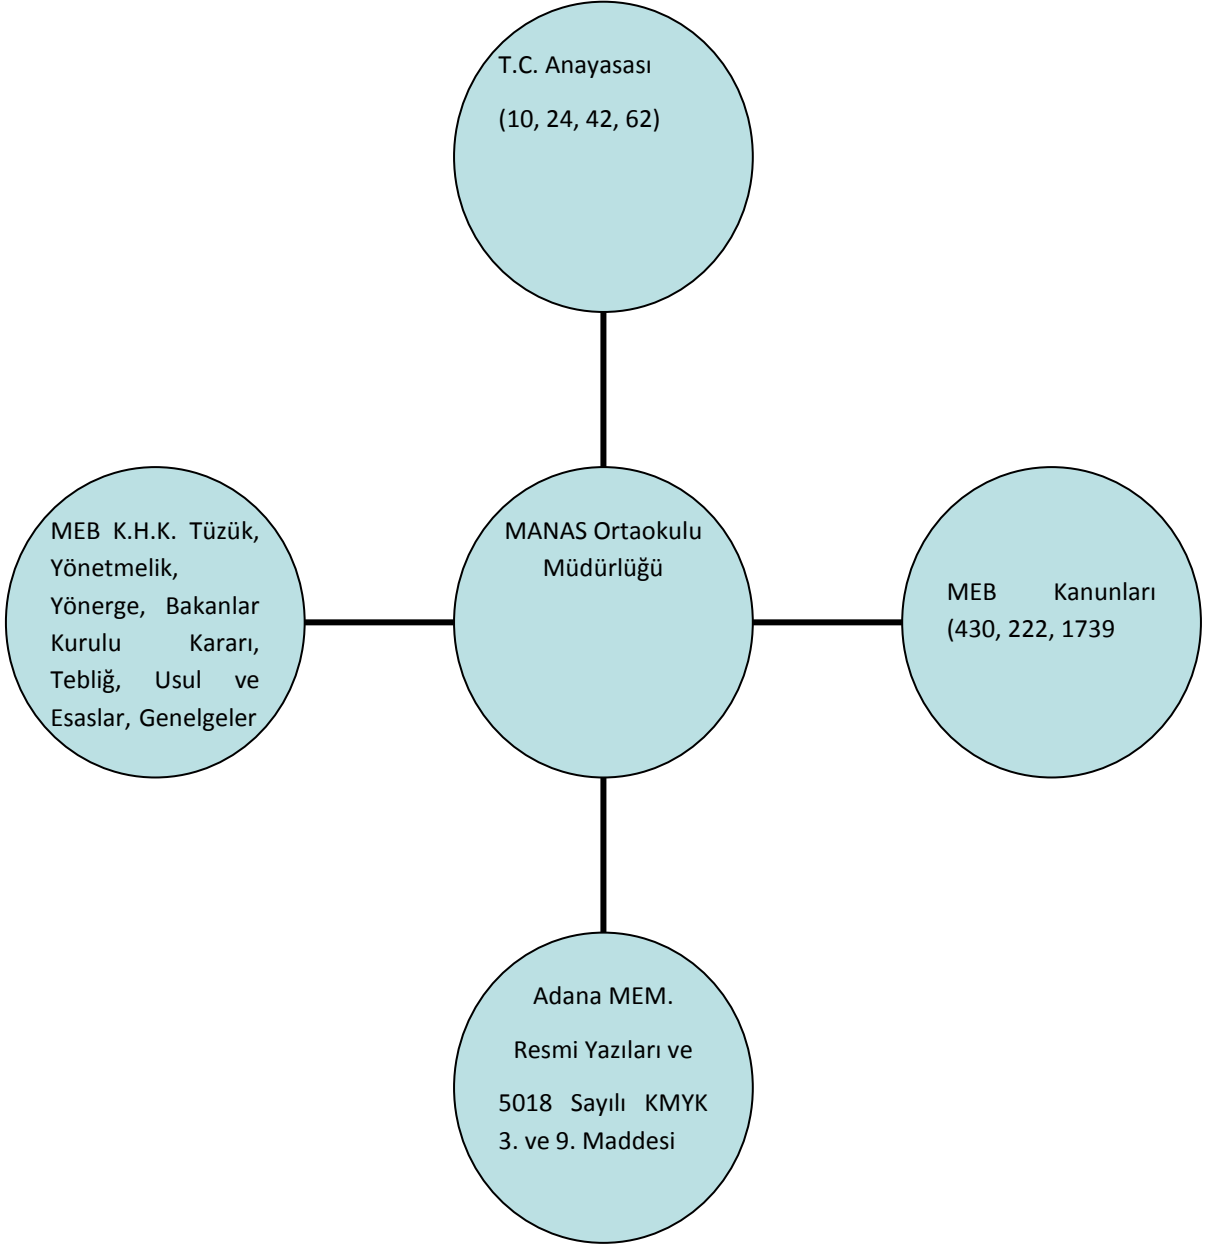 T.C. Anayasası
(10, 24, 42, 62)
MEB K.H.K. Tüzük,
Yönetmelik,
Yönerge, Bakanlar
Kurulu Kararı,
Tebliğ, Usul ve
Esaslar, Genelgeler
MANAS Ortaokulu
Müdürlüğü
MEB Kanunları
(430, 222, 1739
Adana MEM.
Resmi Yazıları ve
5018 Sayılı KMYK
3. ve 9. Maddesi